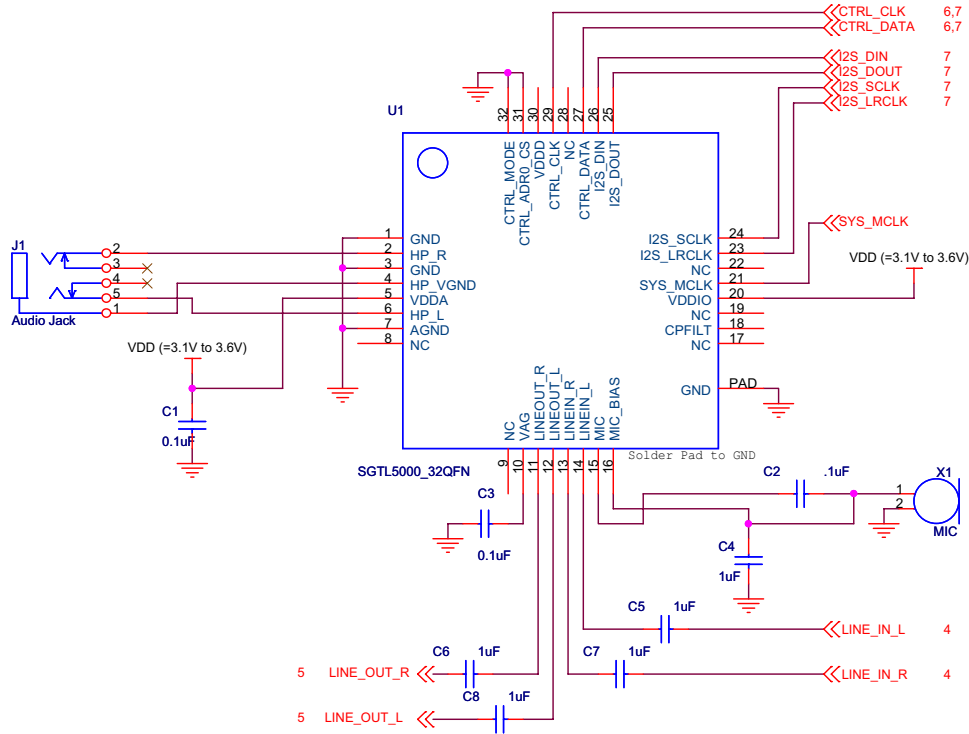 CTRL_CLK 6,7
CTRL_DATA 6,7
I2S_DIN 7
I2S_DOUT 7
I2S_SCLK 7
I2S_LRCLK 7
U1
32 31 30 29 28 27 26 25
CTRL_MODE
CTRL_ADR0_CS
VDDD
CTRL_CLK
NC
CTRL_DATA
I2S_DIN
I2S_DOUT
SYS_MCLK
J1
2
3
4
5
1
Audio Jack
1 GND
2 HP_R
3 GND
4 HP_VGND
5 VDDA
6 HP_L
7 AGND
8 NC
I2S_SCLK 24
I2S_LRCLK 23
NC 22
SYS_MCLK 21
VDDIO 20
NC 19
CPFILT 18
NC 17
VDD (=3.1V to 3.6V)
VDD (=3.1V to 3.6V)
C1
0.1uF
GND PAD
NC
VAG
LINEOUT_R
LINEOUT_L
LINEIN_R
LINEIN_L
MIC
MIC_BIAS
9 10 11 12 13 14 15 16
Solder Pad to GND
SGTL5000_32QFN
C2 .1uF
X1
1
2
MIC
C3
0.1uF
C4
1uF
C5 1uF
LINE_IN_L 4
C6 1uF
5 LINE_OUT_R
C7 1uF
LINE_IN_R 4
C8 1uF
5 LINE_OUT_L